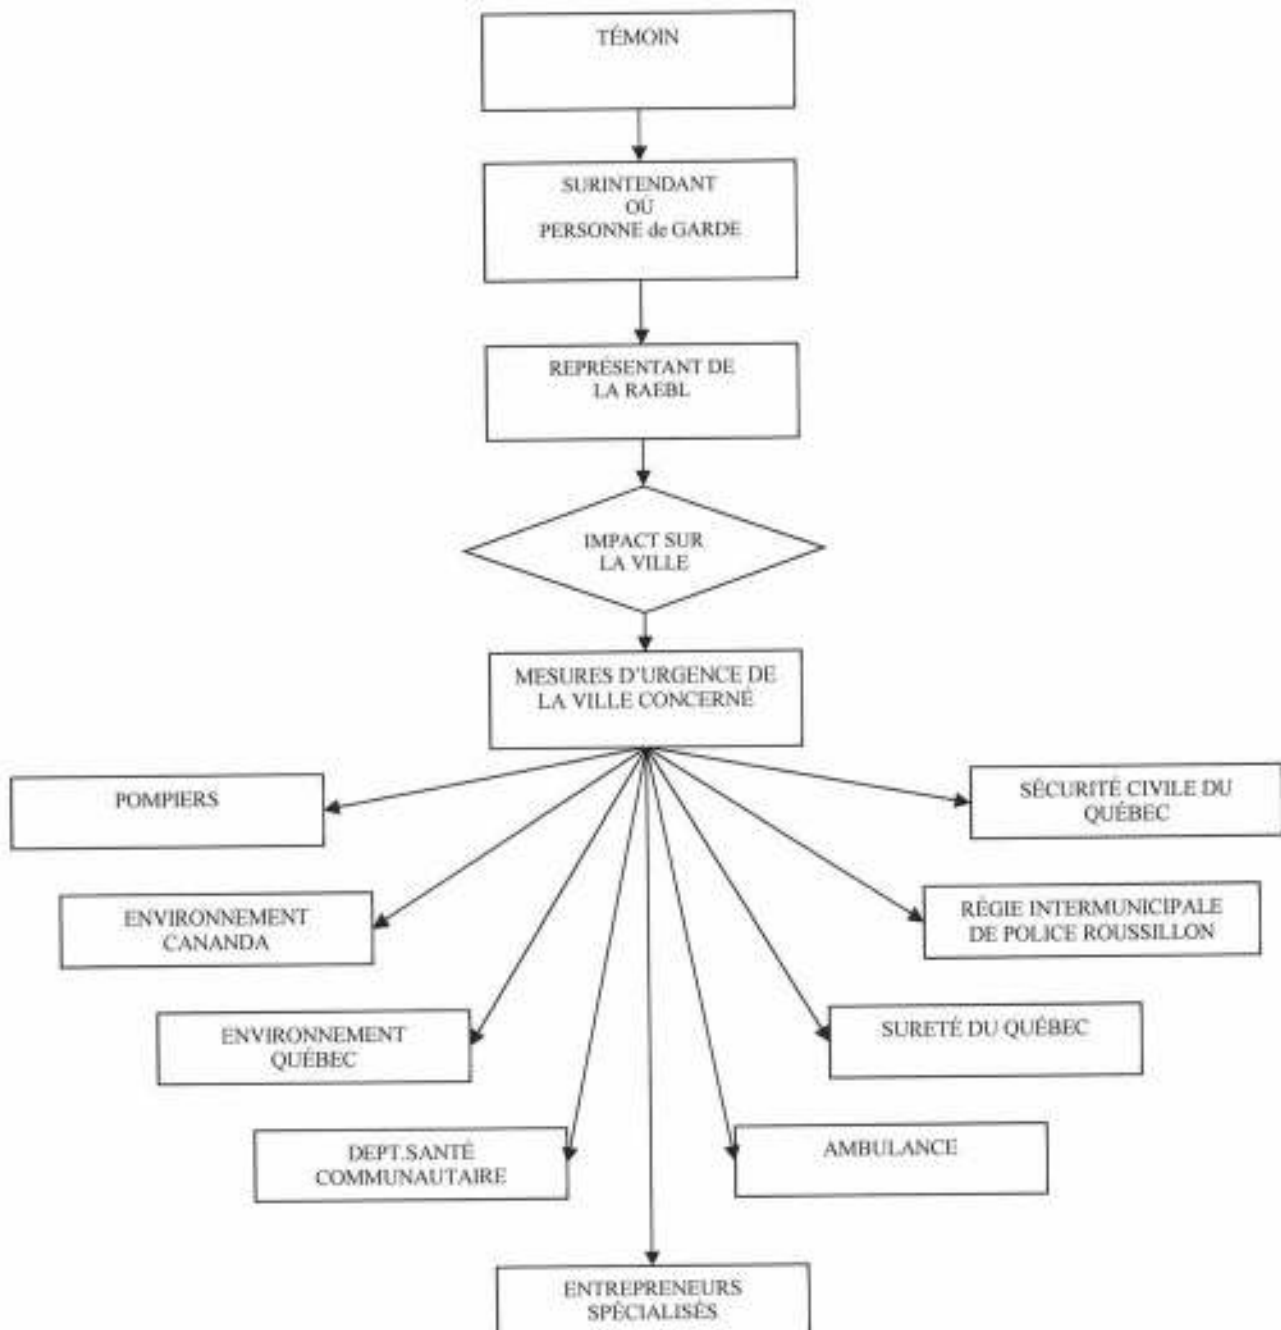 TÉMOIN
SURINTENDANT
OÙ
PERSONNE de GARDE
REPRÉSENTANT DE
LA RAEBL
IMPACT SUR
LA VILLE
MESURES D'URGENCE DE
LA VILLE CONCERNÉ
POMPIERS
SÉCURITÉ CIVILE DU
QUÉBEC
ENVIRONNEMENT
CANANDA
RÉGIE INTERMUNICIPALE
DE POLICE ROUSSILLON
ENVIRONNEMENT
QUÉBEC
SURETÉ DU QUÉBEC
DEPT.SANTÉ
COMMUNAUTAIRE
AMBULANCE
ENTREPRENEURS
SPÉCIALISÉS